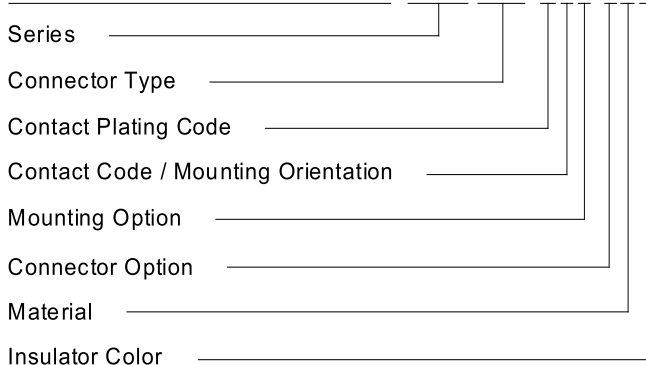 Series
Connector Type
Contact Plating Code
Contact Code / Mounting Orientation
Mounting Option
Connector Option
Material
Insulator Color